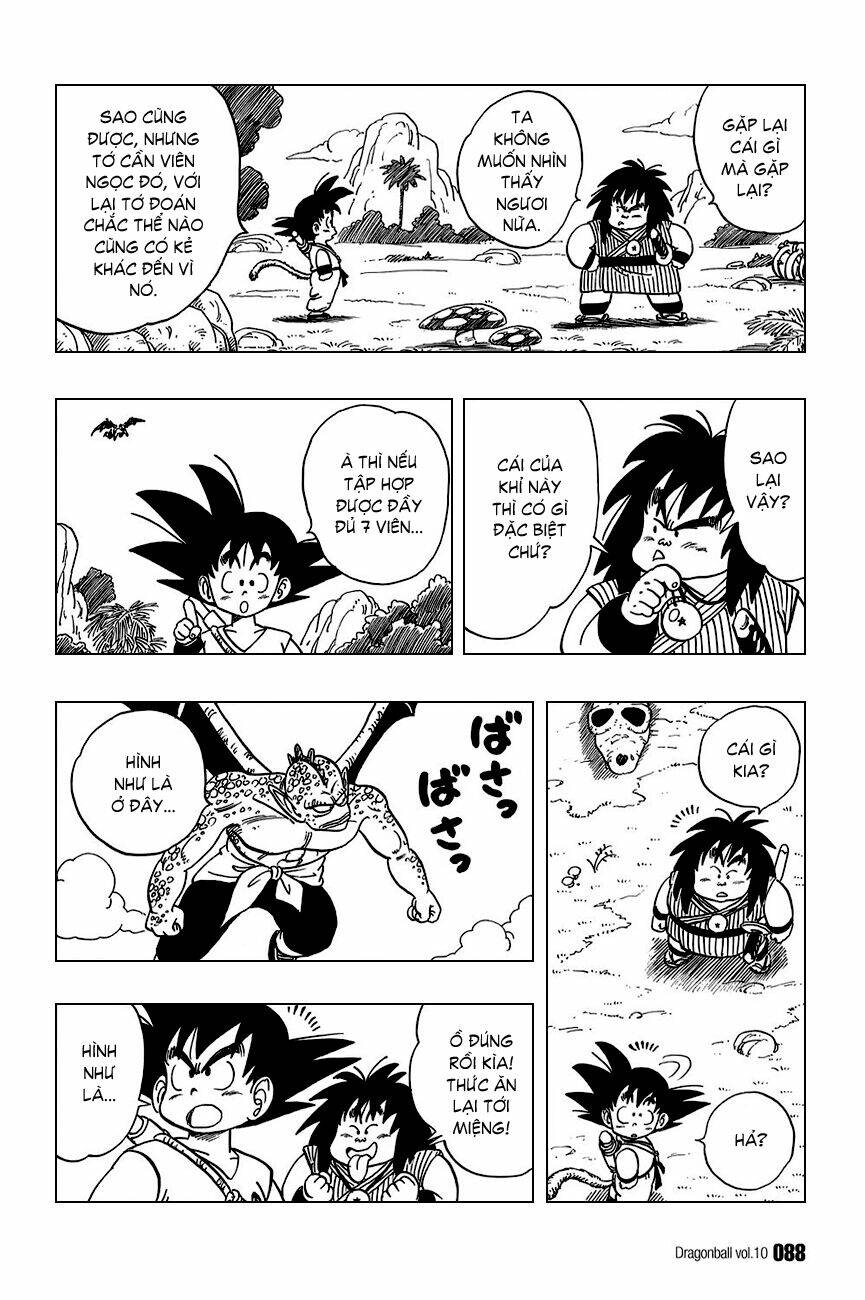 GẶP LẠI
CÁI GÌ
MÀ GẶP
LẠI?
TA
KHÔNG
MUỐN NHÌN
THẤY
NGƯƠI
NỮA.
SAO CŨNG
ĐƯỢC, NHƯNG
TỚ CẦN VIÊN
NGỌC ĐÓ, VỚI
LẠI TỚ ĐOÁN
CHẮC THỂ NÀO
CŨNG CÓ KẺ
KHÁC ĐẾN VÌ
NÓ.
SAO
LẠI
VẬY?
CÁI CỦA
KHỈ NÀY
THÌ CÓ GÌ
ĐẶC BIỆT
CHỨ?
À THÌ NẾU
TẬP HỢP
ĐƯỢC ĐẦY
ĐỦ 7 VIÊN...
CÁI GÌ
KIA?
HẢ?
ばさっ
ばさっ
HÌNH
NHƯ LÀ
Ở ĐÂY...
Ồ ĐÚNG
RỒI KÌA!
THỨC ĂN
LẠI TỚI
MIỆNG!
HÌNH
NHƯ
LÀ...
Dragonball vol.10 088